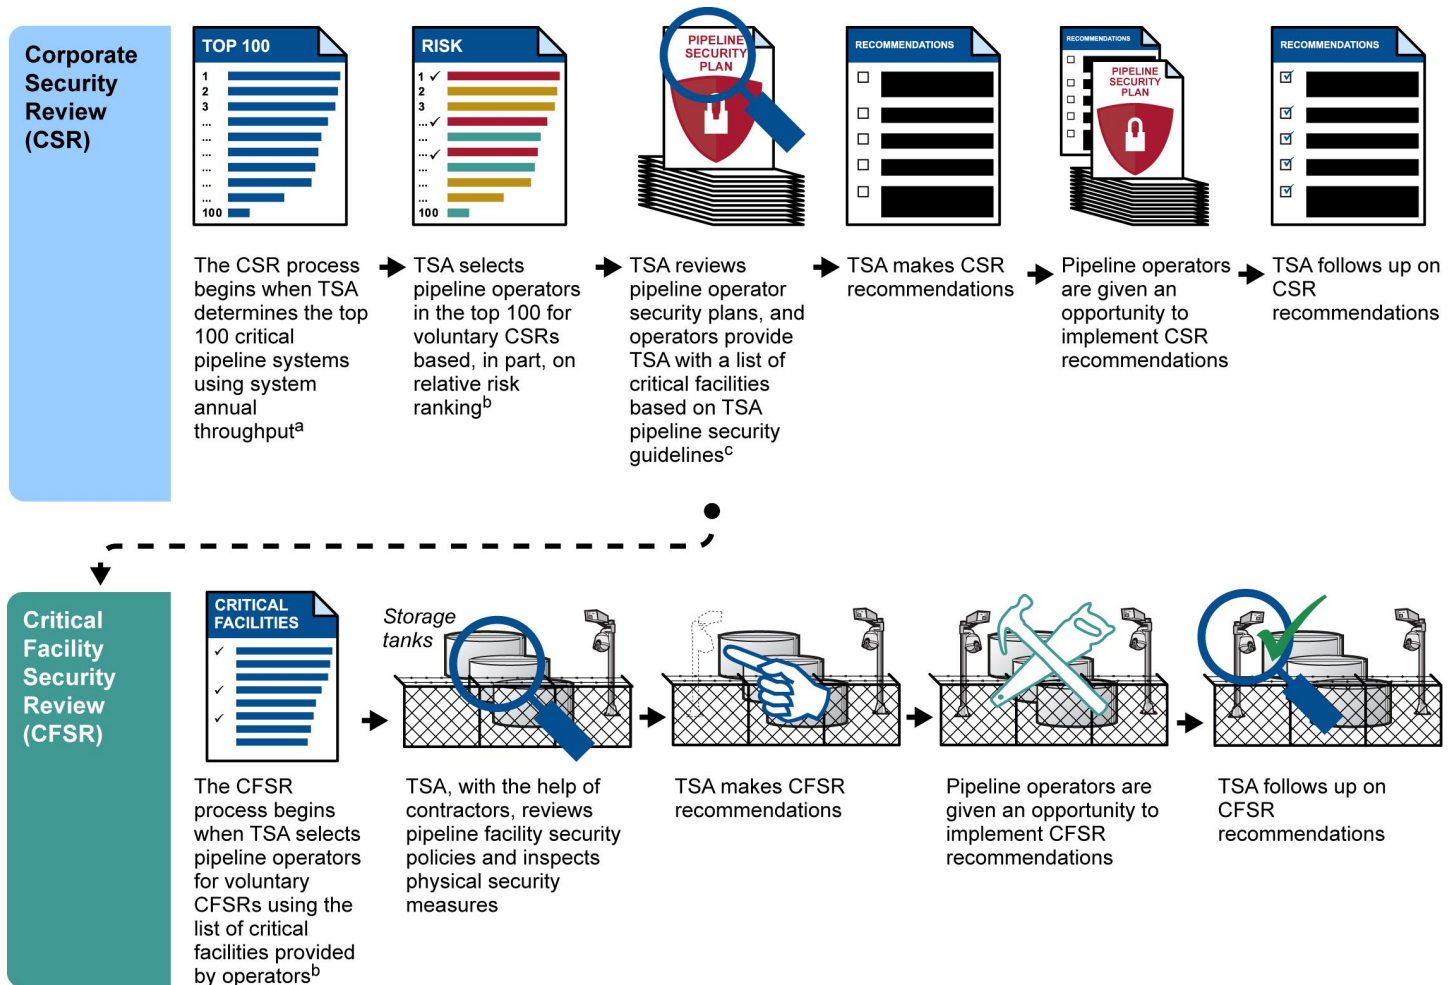 Corporate
Security
Review
(CSR)
TOP 100
1
2
3
...
...
...
...
...
...
100
RISK
1 ✓
2
3
... ✓
...
... ✓
...
...
...
100
PIPELINE
SECURITY
PLAN
RECOMMENDATIONS
RECOMMENDATIONS
PIPELINE
SECURITY
PLAN
RECOMMENDATIONS
The CSR process
begins when TSA
determines the top
100 critical
pipeline systems
using system
annual
throughputᵃ
TSA selects
pipeline operators
in the top 100 for
voluntary CSRs
based, in part, on
relative risk
rankingᵇ
TSA reviews
pipeline operator
security plans, and
operators provide
TSA with a list of
critical facilities
based on TSA
pipeline security
guidelinesᶜ
TSA makes CSR
recommendations
Pipeline operators
are given an
opportunity to
implement CSR
recommendations
TSA follows up on
CSR
recommendations
Critical
Facility
Security
Review
(CFSR)
CRITICAL
FACILITIES
Storage
tanks
The CFSR
process begins
when TSA selects
pipeline operators
for voluntary
CFSRs using the
list of critical
facilities provided
by operatorsᵇ
TSA, with the help of
contractors, reviews
pipeline facility security
policies and inspects
physical security
measures
TSA makes CFSR
recommendations
Pipeline operators are
given an opportunity to
implement CFSR
recommendations
TSA follows up on
CFSR
recommendations